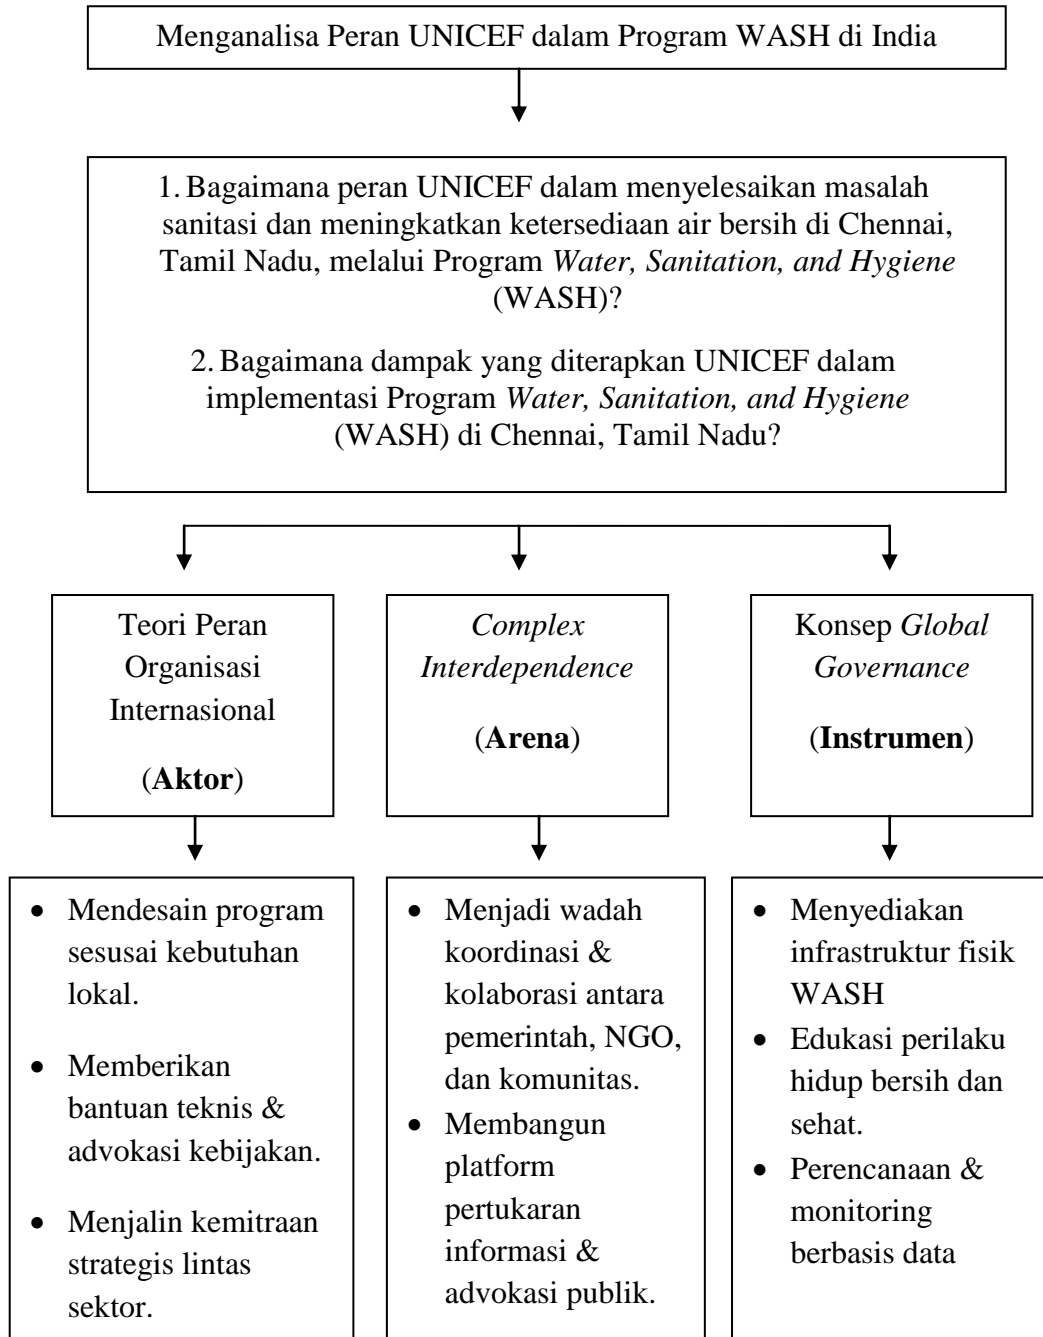 Menganalisa Peran UNICEF dalam Program WASH di India
1. Bagaimana peran UNICEF dalam menyelesaikan masalah
sanitasi dan meningkatkan ketersediaan air bersih di Chennai,
Tamil Nadu, melalui Program Water, Sanitation, and Hygiene
(WASH)?
2. Bagaimana dampak yang diterapkan UNICEF dalam
implementasi Program Water, Sanitation, and Hygiene
(WASH) di Chennai, Tamil Nadu?
Teori Peran
Organisasi
Internasional
(Aktor)
Complex
Interdependence
(Arena)
Konsep Global
Governance
(Instrumen)
• Mendesain program
sesusai kebutuhan
lokal.
• Memberikan
bantuan teknis &
advokasi kebijakan.
• Menjalin kemitraan
strategis lintas
sektor.
• Menjadi wadah
koordinasi &
kolaborasi antara
pemerintah, NGO,
dan komunitas.
• Membangun
platform
pertukaran
informasi &
advokasi publik.
• Menyediakan
infrastruktur fisik
WASH
• Edukasi perilaku
hidup bersih dan
sehat.
• Perencanaan &
monitoring
berbasis data